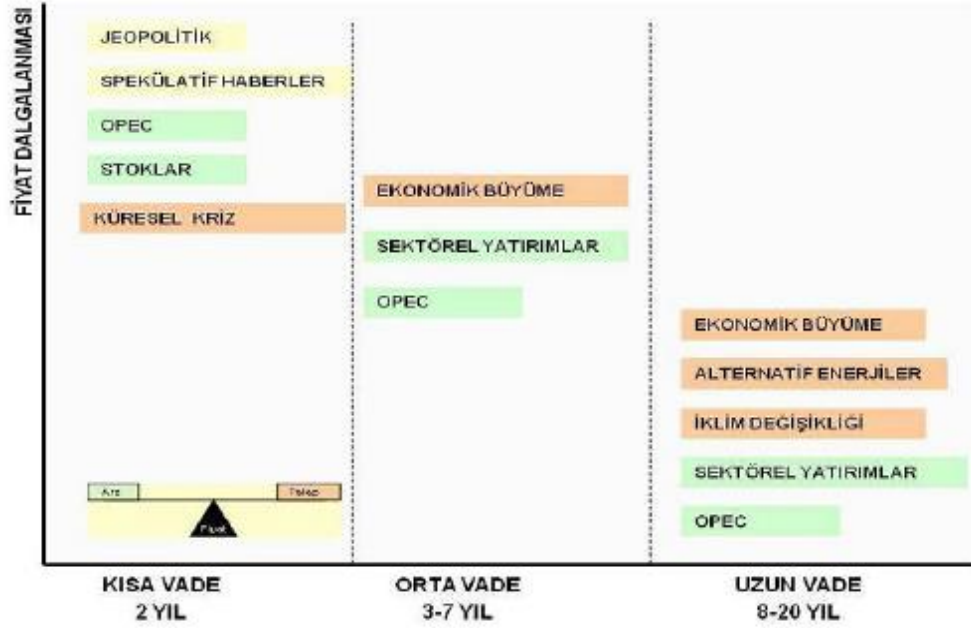 FİYAT DALGALANMASI
JEOPOLİTİK
SPEKÜLATİF HABERLER
OPEC
STOKLAR
KÜRESEL KRİZ
Arz
Talep
Fiyat
EKONOMİK BÜYÜME
SEKTÖREL YATIRIMLAR
OPEC
EKONOMİK BÜYÜME
ALTERNATİF ENERJİLER
İKLİM DEĞİŞİKLİĞİ
SEKTÖREL YATIRIMLAR
OPEC
KISA VADE
2 YIL
ORTA VADE
3-7 YIL
UZUN VADE
8-20 YIL